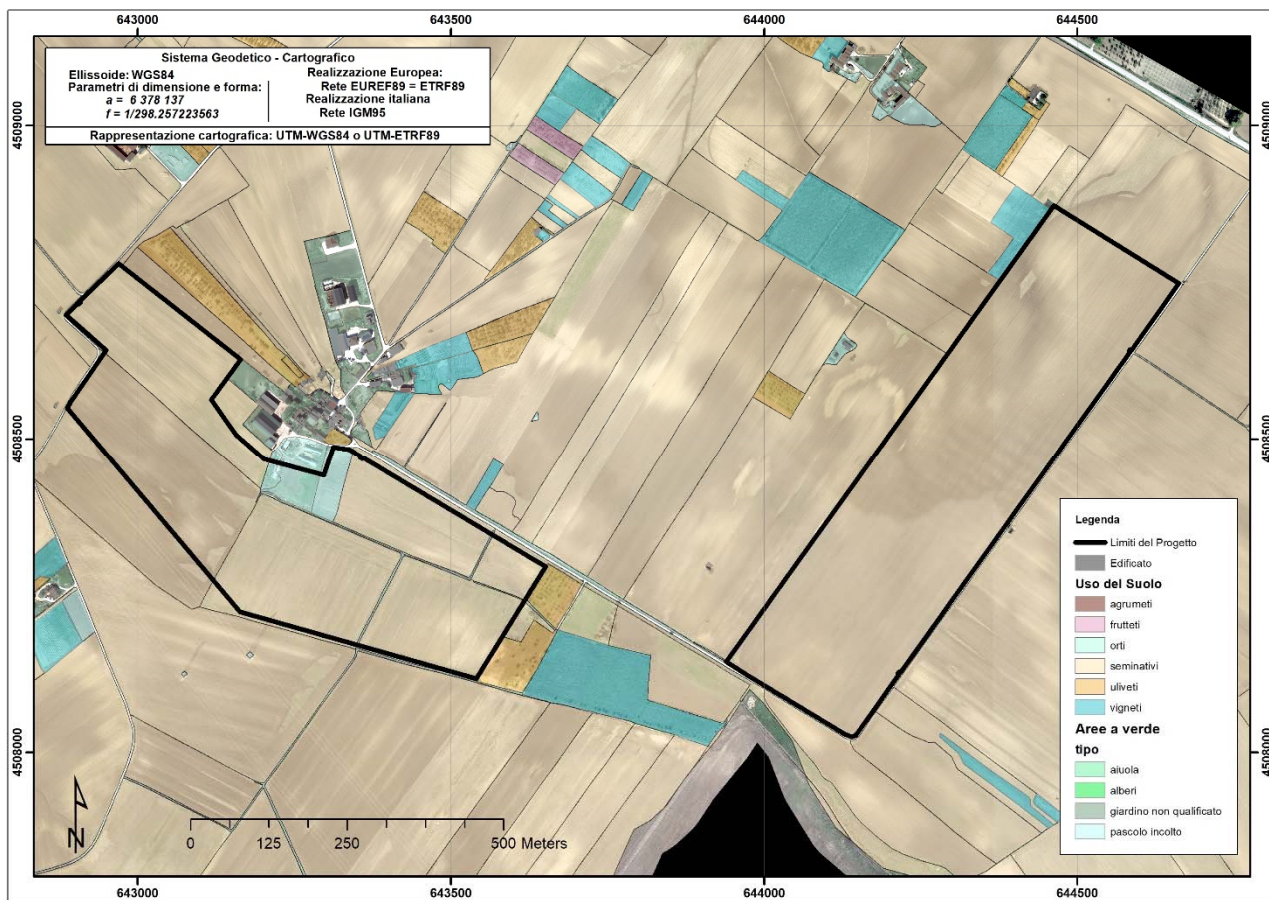 643000 643500 644000 644500
Sistema Geodetico - Cartografico
Ellissoide: WGS84
Parametri di dimensione e forma:
a = 6 378 137
f = 1/298.257223563
Realizzazione Europea:
Rete EUREF89 = ETRF89
Realizzazione italiana
Rete IGM95
Rappresentazione cartografica: UTM-WGS84 o UTM-ETRF89
4509000
4509000
4508500
4508500
4508000
4508000
Legenda
Limiti del Progetto
Edificato
Uso del Suolo
agrumeti
frutteti
orti
seminativi
uliveti
vigneti
Aree a verde
tipo
aiuola
alberi
giardino non qualificato
pascolo incolto
N
0 125 250 500 Meters
643000 643500 644000 644500